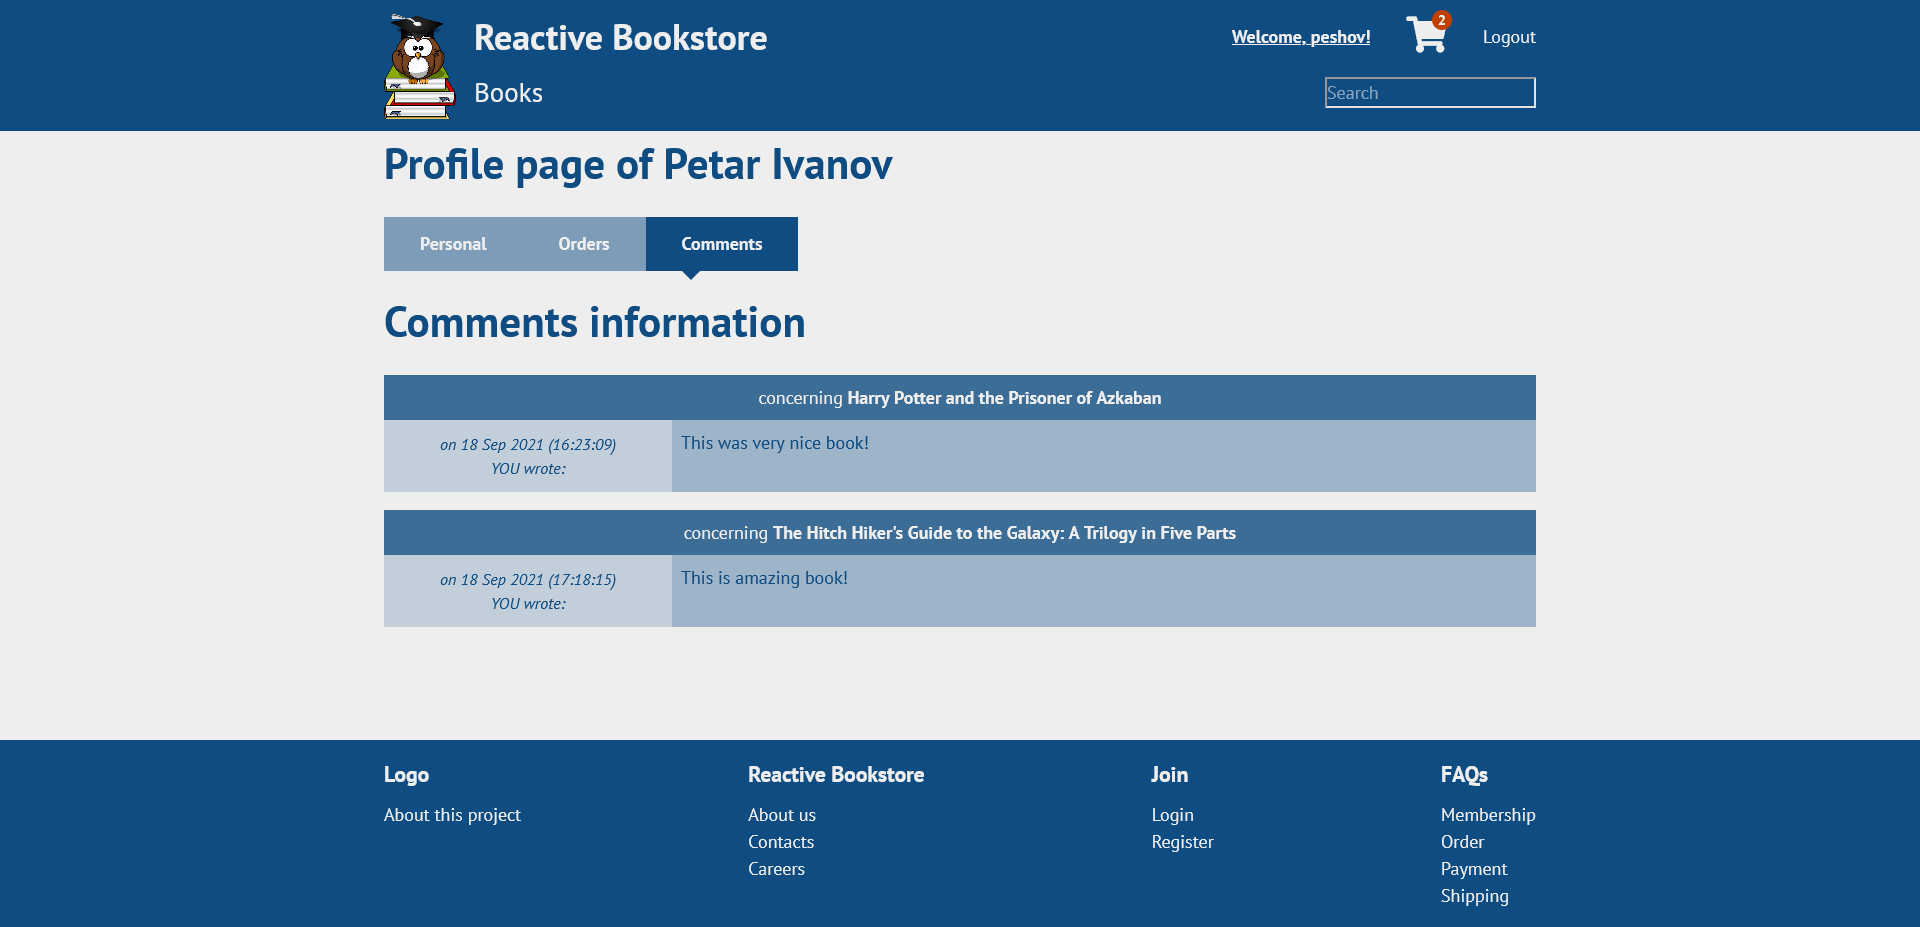 Reactive Bookstore
Welcome, peshov!
2
Logout
Books
Search
Profile page of Petar Ivanov
Personal
Orders
Comments
Comments information
concerning Harry Potter and the Prisoner of Azkaban
on 18 Sep 2021 (16:23:09)
YOU wrote:
This was very nice book!
concerning The Hitch Hiker's Guide to the Galaxy: A Trilogy in Five Parts
on 18 Sep 2021 (17:18:15)
YOU wrote:
This is amazing book!
Logo
About this project
Reactive Bookstore
About us
Contacts
Careers
Join
Login
Register
FAQs
Membership
Order
Payment
Shipping